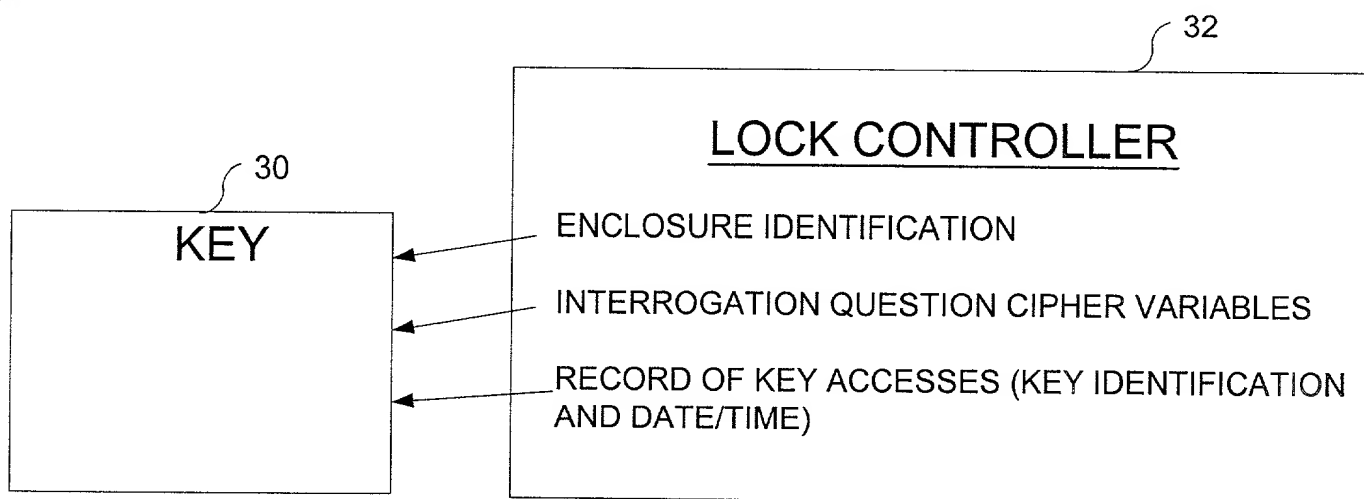 32
LOCK CONTROLLER
30
KEY
ENCLOSURE IDENTIFICATION
INTERROGATION QUESTION CIPHER VARIABLES
RECORD OF KEY ACCESSES (KEY IDENTIFICATION
AND DATE/TIME)